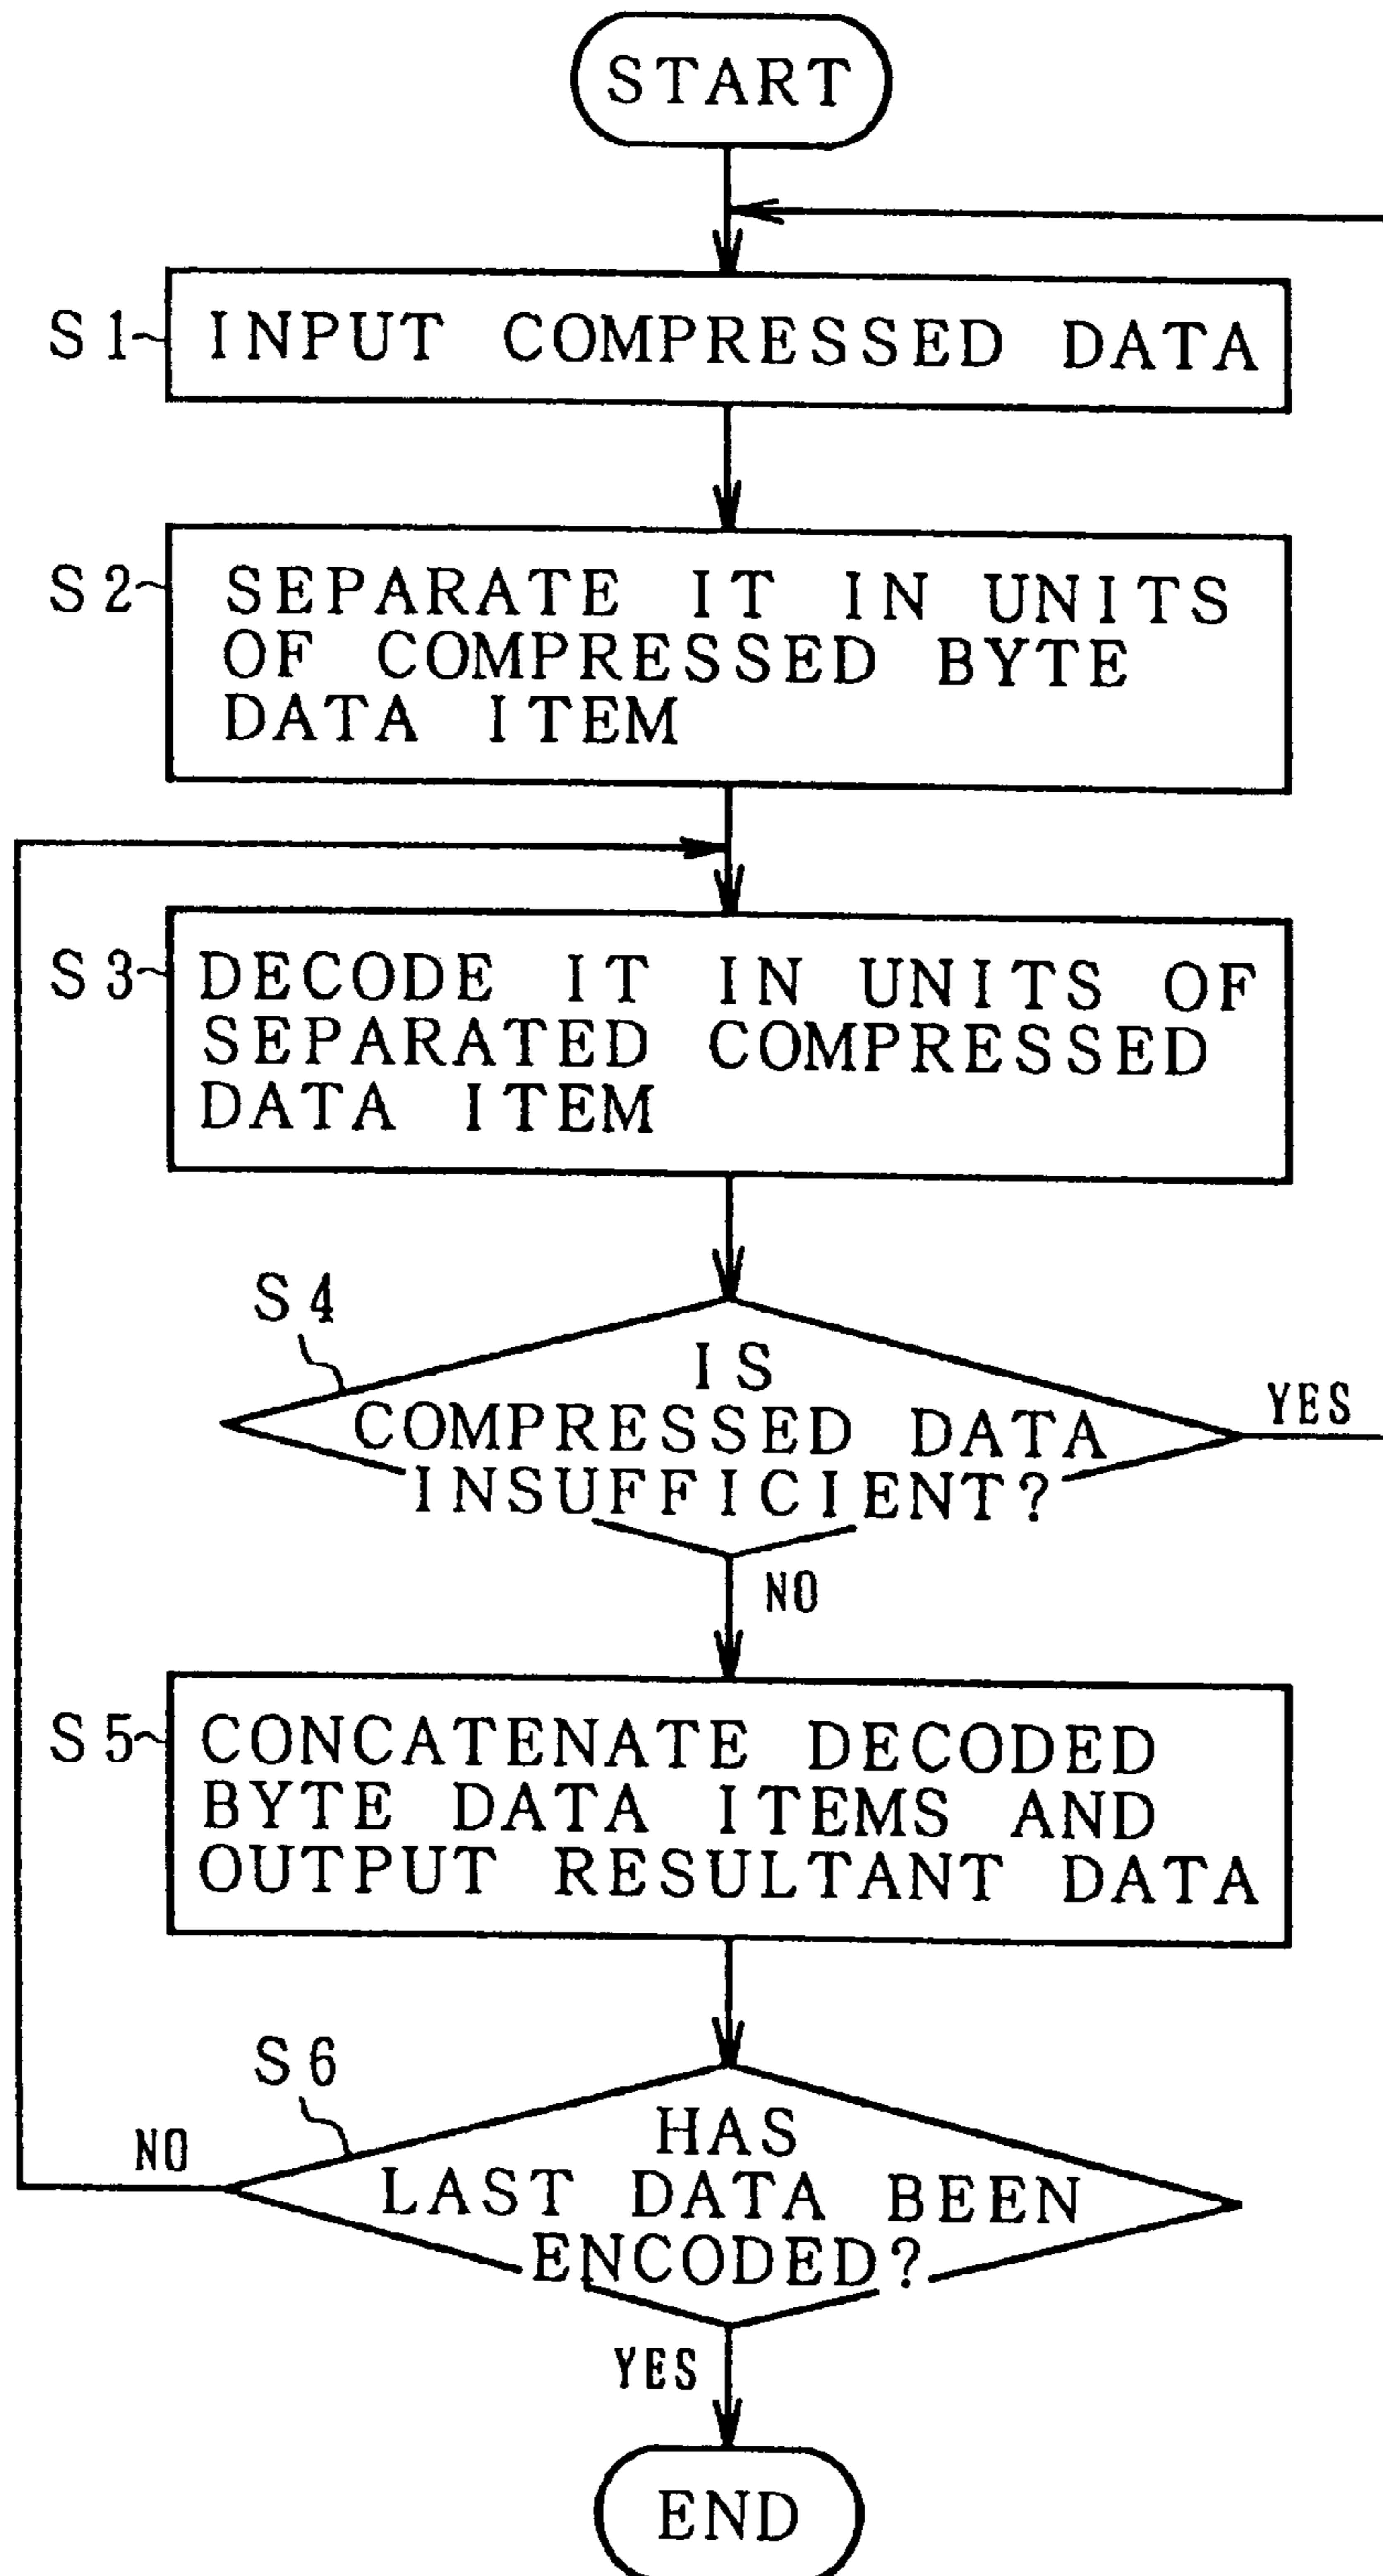 START
S1 INPUT COMPRESSED DATA
S2 SEPARATE IT IN UNITS
OF COMPRESSED BYTE
DATA ITEM
S3 DECODE IT IN UNITS OF
SEPARATED COMPRESSED
DATA ITEM
S4
IS
COMPRESSED DATA
INSUFFICIENT?
YES
NO
S5 CONCATENATE DECODED
BYTE DATA ITEMS AND
OUTPUT RESULTANT DATA
S6
HAS
LAST DATA BEEN
ENCODED?
NO
YES
END